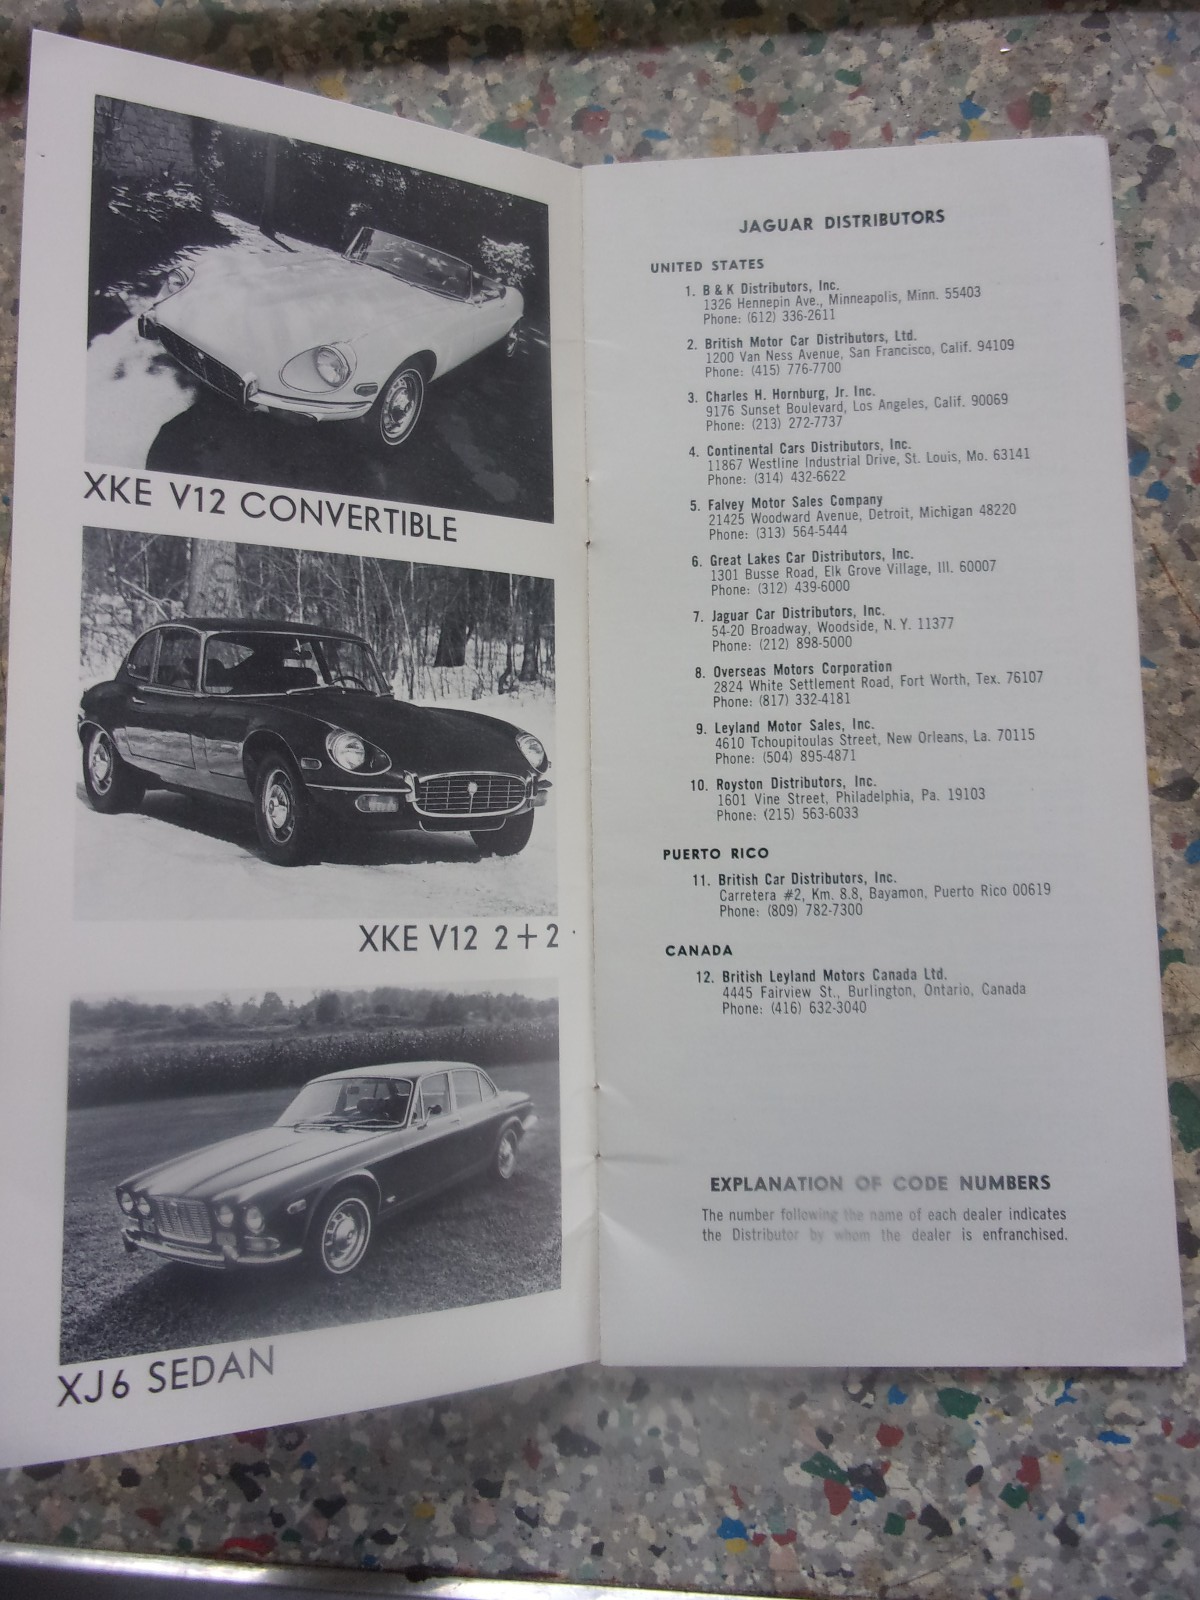 XKE V12 CONVERTIBLE
XKE V12 2+2
XJ6 SEDAN
JAGUAR DISTRIBUTORS
UNITED STATES
1. B & K Distributors, Inc.
1326 Hennepin Ave., Minneapolis, Minn. 55403
Phone: (612) 336-2611
2. British Motor Car Distributors, Ltd.
1200 Van Ness Avenue, San Francisco, Calif. 94109
Phone: (415) 776-7700
3. Charles H. Hornburg, Jr. Inc.
9176 Sunset Boulevard, Los Angeles, Calif. 90069
Phone: (213) 272-7737
4. Continental Cars Distributors, Inc.
11867 Westline Industrial Drive, St. Louis, Mo. 63141
Phone: (314) 432-6622
5. Falvey Motor Sales Company
21425 Woodward Avenue, Detroit, Michigan 48220
Phone: (313) 564-5444
6. Great Lakes Car Distributors, Inc.
1301 Busse Road, Elk Grove Village, Ill. 60007
Phone: (312) 439-6000
7. Jaguar Car Distributors, Inc.
54-20 Broadway, Woodside, N. Y. 11377
Phone: (212) 898-5000
8. Overseas Motors Corporation
2824 White Settlement Road, Fort Worth, Tex. 76107
Phone: (817) 332-4181
9. Leyland Motor Sales, Inc.
4610 Tchoupitoulas Street, New Orleans, La. 70115
Phone: (504) 895-4871
10. Royston Distributors, Inc.
1601 Vine Street, Philadelphia, Pa. 19103
Phone: (215) 563-6033
PUERTO RICO
11. British Car Distributors, Inc.
Carretera #2, Km. 8.8, Bayamon, Puerto Rico 00619
Phone: (809) 782-7300
CANADA
12. British Leyland Motors Canada Ltd.
4445 Fairview St., Burlington, Ontario, Canada
Phone: (416) 632-3040
EXPLANATION OF CODE NUMBERS
The number following the name of each dealer indicates
the Distributor by whom the dealer is enfranchised.